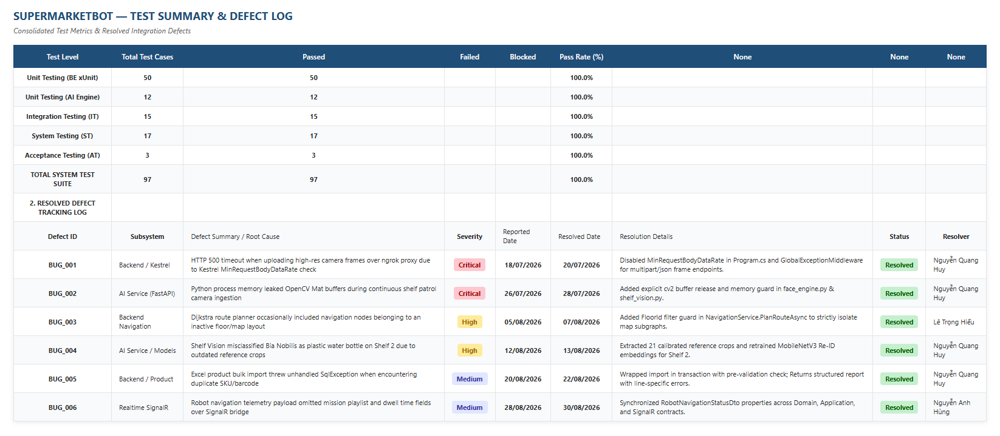 SUPERMARKETBOT — TEST SUMMARY & DEFECT LOG
Consolidated Test Metrics & Resolved Integration Defects
Test Level Total Test Cases Passed Failed Blocked Pass Rate (%) None None None
Unit Testing (BE xUnit) 50 50 100.0%
Unit Testing (AI Engine) 12 12 100.0%
Integration Testing (IT) 15 15 100.0%
System Testing (ST) 17 17 100.0%
Acceptance Testing (AT) 3 3 100.0%
TOTAL SYSTEM TEST
SUITE
97 97 100.0%
2. RESOLVED DEFECT
TRACKING LOG
Defect ID Subsystem Defect Summary / Root Cause Severity
Reported
Date
Resolved Date Resolution Details Status Resolver
BUG_001 Backend / Kestrel
HTTP 500 timeout when uploading high-res camera frames over ngrok proxy due
to Kestrel MinRequestBodyDataRate check
Critical 18/07/2026 20/07/2026
Disabled MinRequestBodyDataRate in Program.cs and GlobalExceptionMiddleware
for multipart/json frame endpoints.
Resolved
Nguyễn Quang
Huy
BUG_002 AI Service (FastAPI)
Python process memory leaked OpenCV Mat buffers during continuous shelf patrol
camera ingestion
Critical 26/07/2026 28/07/2026
Added explicit cv2 buffer release and memory guard in face_engine.py &
shelf_vision.py.
Resolved
Nguyễn Quang
Huy
BUG_003
Backend
Navigation
Dijkstra route planner occasionally included navigation nodes belonging to an
inactive floor/map layout
High 05/08/2026 07/08/2026
Added FloorId filter guard in NavigationService.PlanRouteAsync to strictly isolate
map subgraphs.
Resolved Lê Trọng Hiếu
BUG_004 AI Service / Models
Shelf Vision misclassified Bia Nobilis as plastic water bottle on Shelf 2 due to
outdated reference crops
High 12/08/2026 13/08/2026
Extracted 21 calibrated reference crops and retrained MobileNetV3 Re-ID
embeddings for Shelf 2.
Resolved
Nguyễn Quang
Huy
BUG_005 Backend / Product
Excel product bulk import threw unhandled SqlException when encountering
duplicate SKU/barcode
Medium 20/08/2026 22/08/2026
Wrapped import in transaction with pre-validation check; Returns structured report
with line-specific errors.
Resolved
Nguyễn Quang
Huy
BUG_006 Realtime SignalR
Robot navigation telemetry payload omitted mission playlist and dwell time fields
over SignalR bridge
Medium 28/08/2026 30/08/2026
Synchronized RobotNavigationStatusDto properties across Domain, Application,
and SignalR contracts.
Resolved
Nguyễn Anh
Hùng